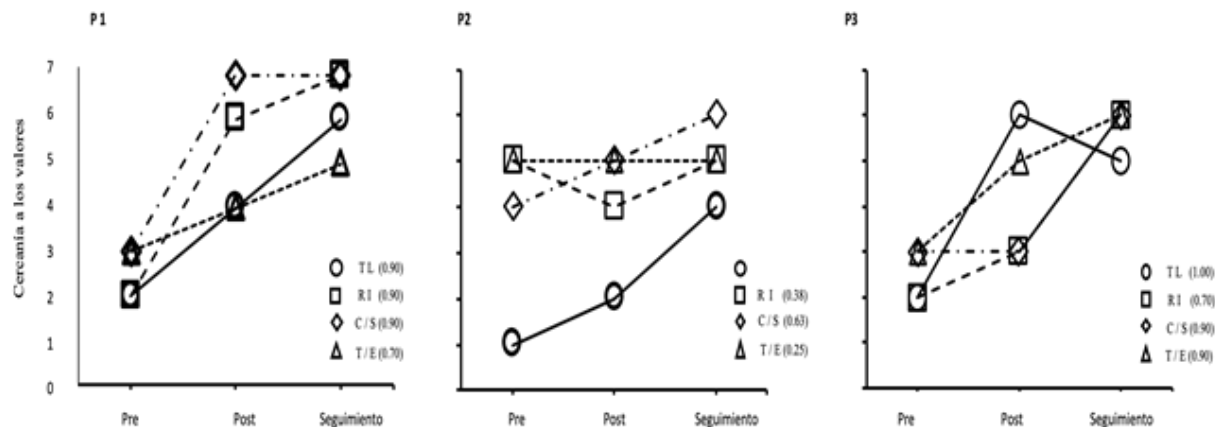 P 1
P2
P3
Cercanía a los valores
7
6
5
4
3
2
1
0
T L (0.90)
R I (0.90)
C / S (0.90)
T / E (0.70)
R I (0.38)
C / S (0.63)
T / E (0.25)
T L (1.00)
R I (0.70)
C / S (0.90)
T / E (0.90)
Pre Post Seguimiento
Pre Post Seguimiento
Pre Post Seguimiento